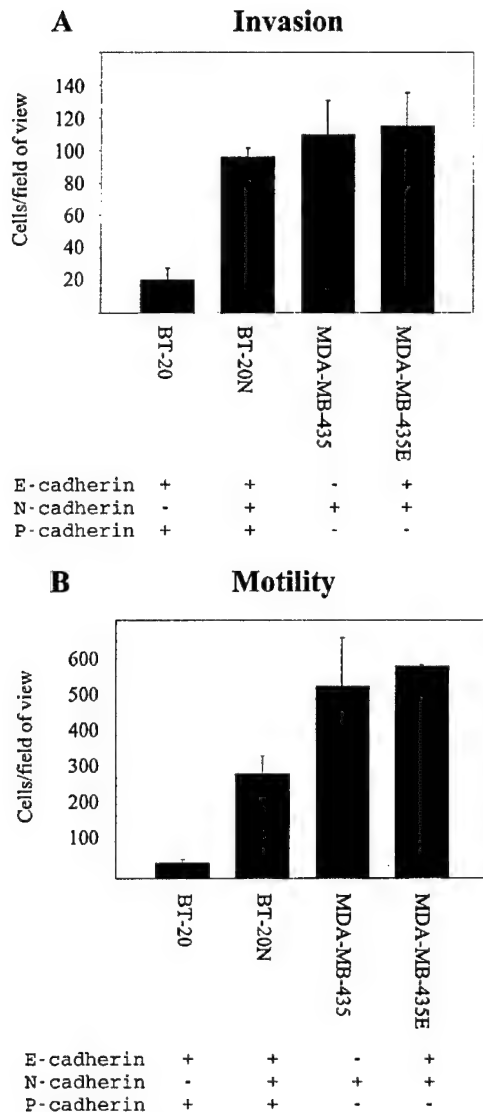 A Invasion
Cells/field of view
140
120
100
80
60
40
20
BT-20
BT-20N
MDA-MB-435
MDA-MB-435E
E-cadherin + + - +
N-cadherin - + + +
P-cadherin + + - -
B Motility
Cells/field of view
600
500
400
300
200
100
BT-20
BT-20N
MDA-MB-435
MDA-MB-435E
E-cadherin + + - +
N-cadherin - + + +
P-cadherin + + - -